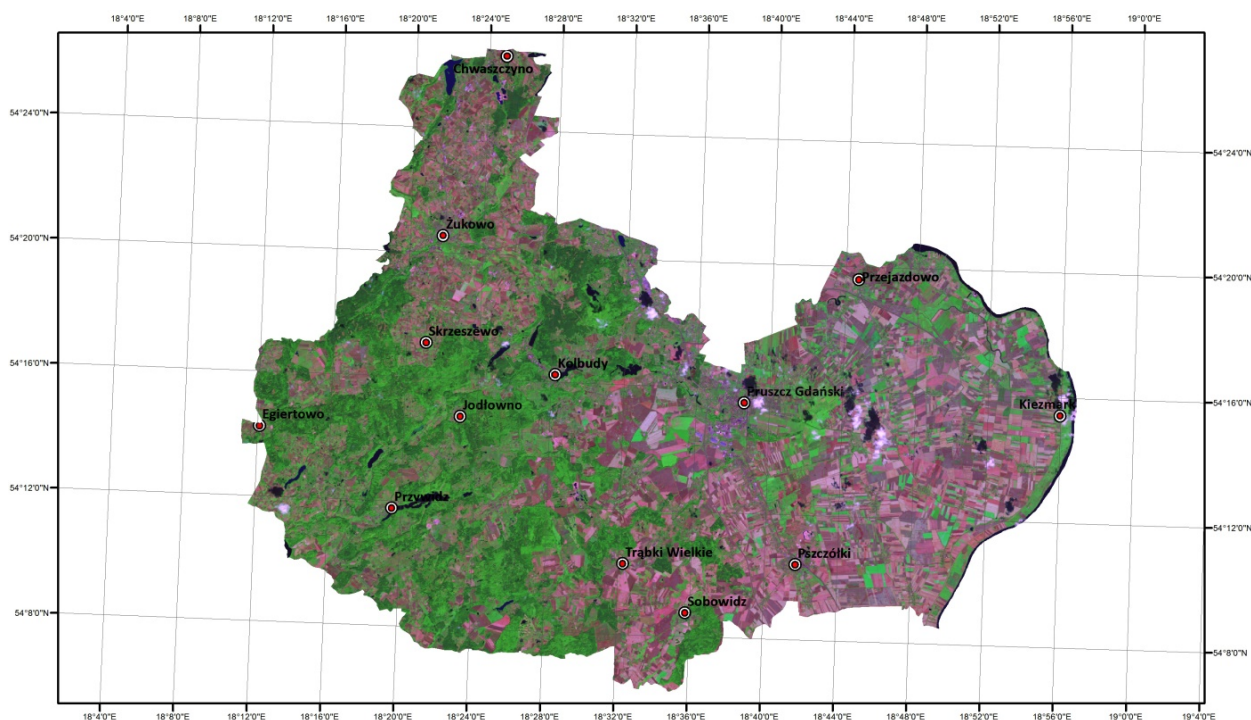 18°4'0"E 18°8'0"E 18°12'0"E 18°16'0"E 18°20'0"E 18°24'0"E 18°28'0"E 18°32'0"E 18°36'0"E 18°40'0"E 18°44'0"E 18°48'0"E 18°52'0"E 18°56'0"E 19°0'0"E
Chwaszczyno
54°24'0"N
54°24'0"N
Żukowo
54°20'0"N
54°20'0"N
Przejazdowo
Skrzeszewo
54°16'0"N
Kolbudy
Pruszcz Gdański
54°16'0"N
Jodłowno
Kiezmark
Egiertowo
54°12'0"N
Przywidz
54°12'0"N
Trąbki Wielkie
Pszczółki
Sobowidz
54°8'0"N
54°8'0"N
18°4'0"E 18°8'0"E 18°12'0"E 18°16'0"E 18°20'0"E 18°24'0"E 18°28'0"E 18°32'0"E 18°36'0"E 18°40'0"E 18°44'0"E 18°48'0"E 18°52'0"E 18°56'0"E 19°0'0"E 19°4'0"E